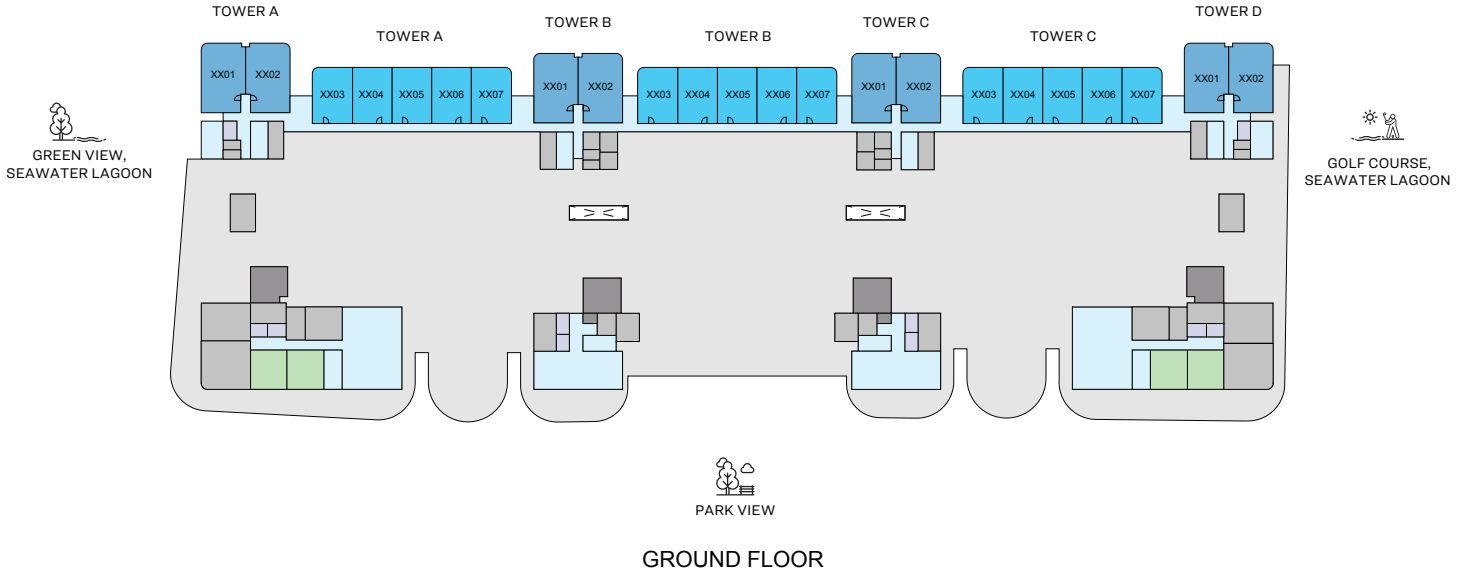 TOWER A
TOWER A
TOWER B
TOWER B
TOWER C
TOWER C
TOWER D
XX01 XX02
XX03 XX04 XX05 XX06 XX07
XX01 XX02
XX03 XX04 XX05 XX06 XX07
XX01 XX02
XX03 XX04 XX05 XX06 XX07
XX01 XX02
GREEN VIEW,
SEAWATER LAGOON
GOLF COURSE,
SEAWATER LAGOON
PARK VIEW
GROUND FLOOR